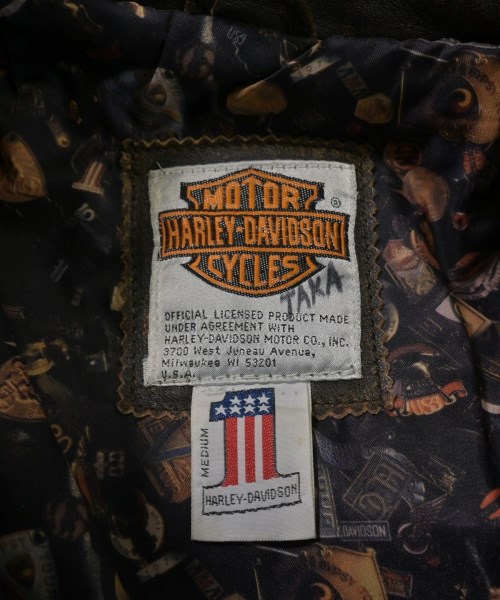 MOTOR
®
HARLEY-DAVIDSON
CYCLES
TAKA
OFFICIAL LICENSED PRODUCT MADE
UNDER AGREEMENT WITH
HARLEY-DAVIDSON MOTOR CO., INC.
3700 West Juneau Avenue,
Milwaukee WI 53201
U.S.A.
MEDIUM
1
HARLEY-DAVIDSON
USA